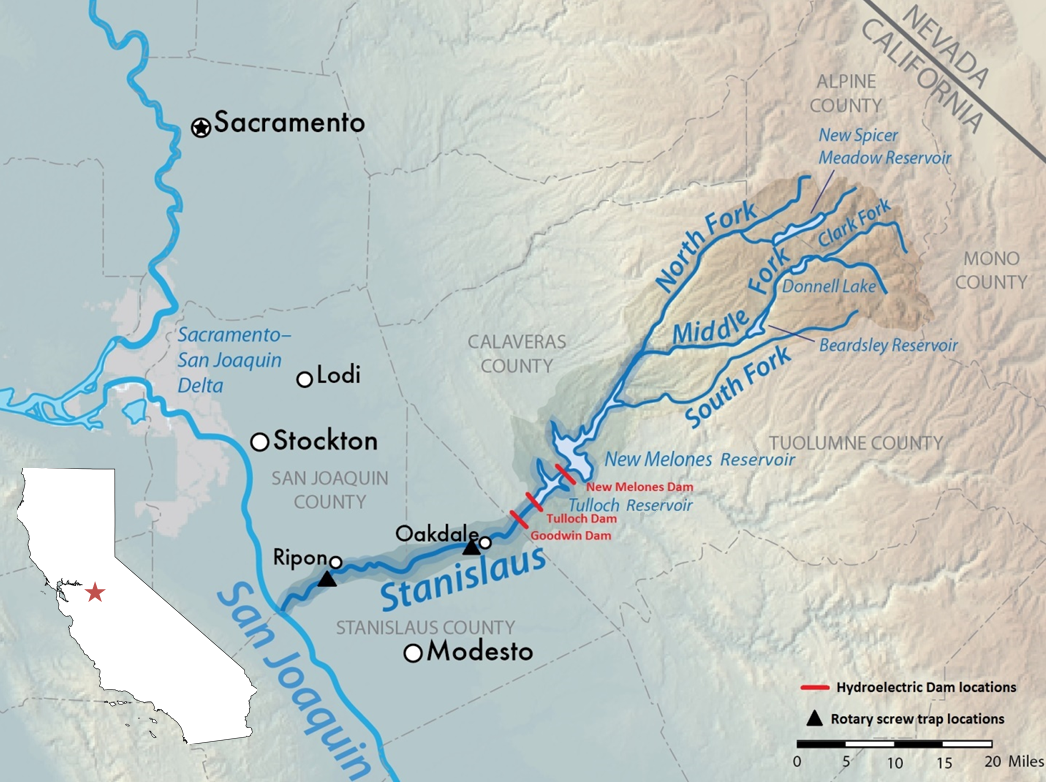 NEVADA
CALIFORNIA
ALPINE
COUNTY
Sacramento
New Spicer
Meadow Reservoir
North Fork
Clark Fork
MONO
COUNTY
Fork
Donnell Lake
Sacramento–
San Joaquin
Delta
Middle
CALAVERAS
COUNTY
Beardsley Reservoir
Lodi
South Fork
Stockton
TUOLUMNE COUNTY
New Melones Reservoir
SAN JOAQUIN
COUNTY
New Melones Dam
Tulloch Reservoir
Tulloch Dam
Oakdale
Goodwin Dam
Ripon
Stanislaus
San Joaquin
STANISLAUS COUNTY
Modesto
Hydroelectric Dam locations
Rotary screw trap locations
0 5 10 15 20 Miles